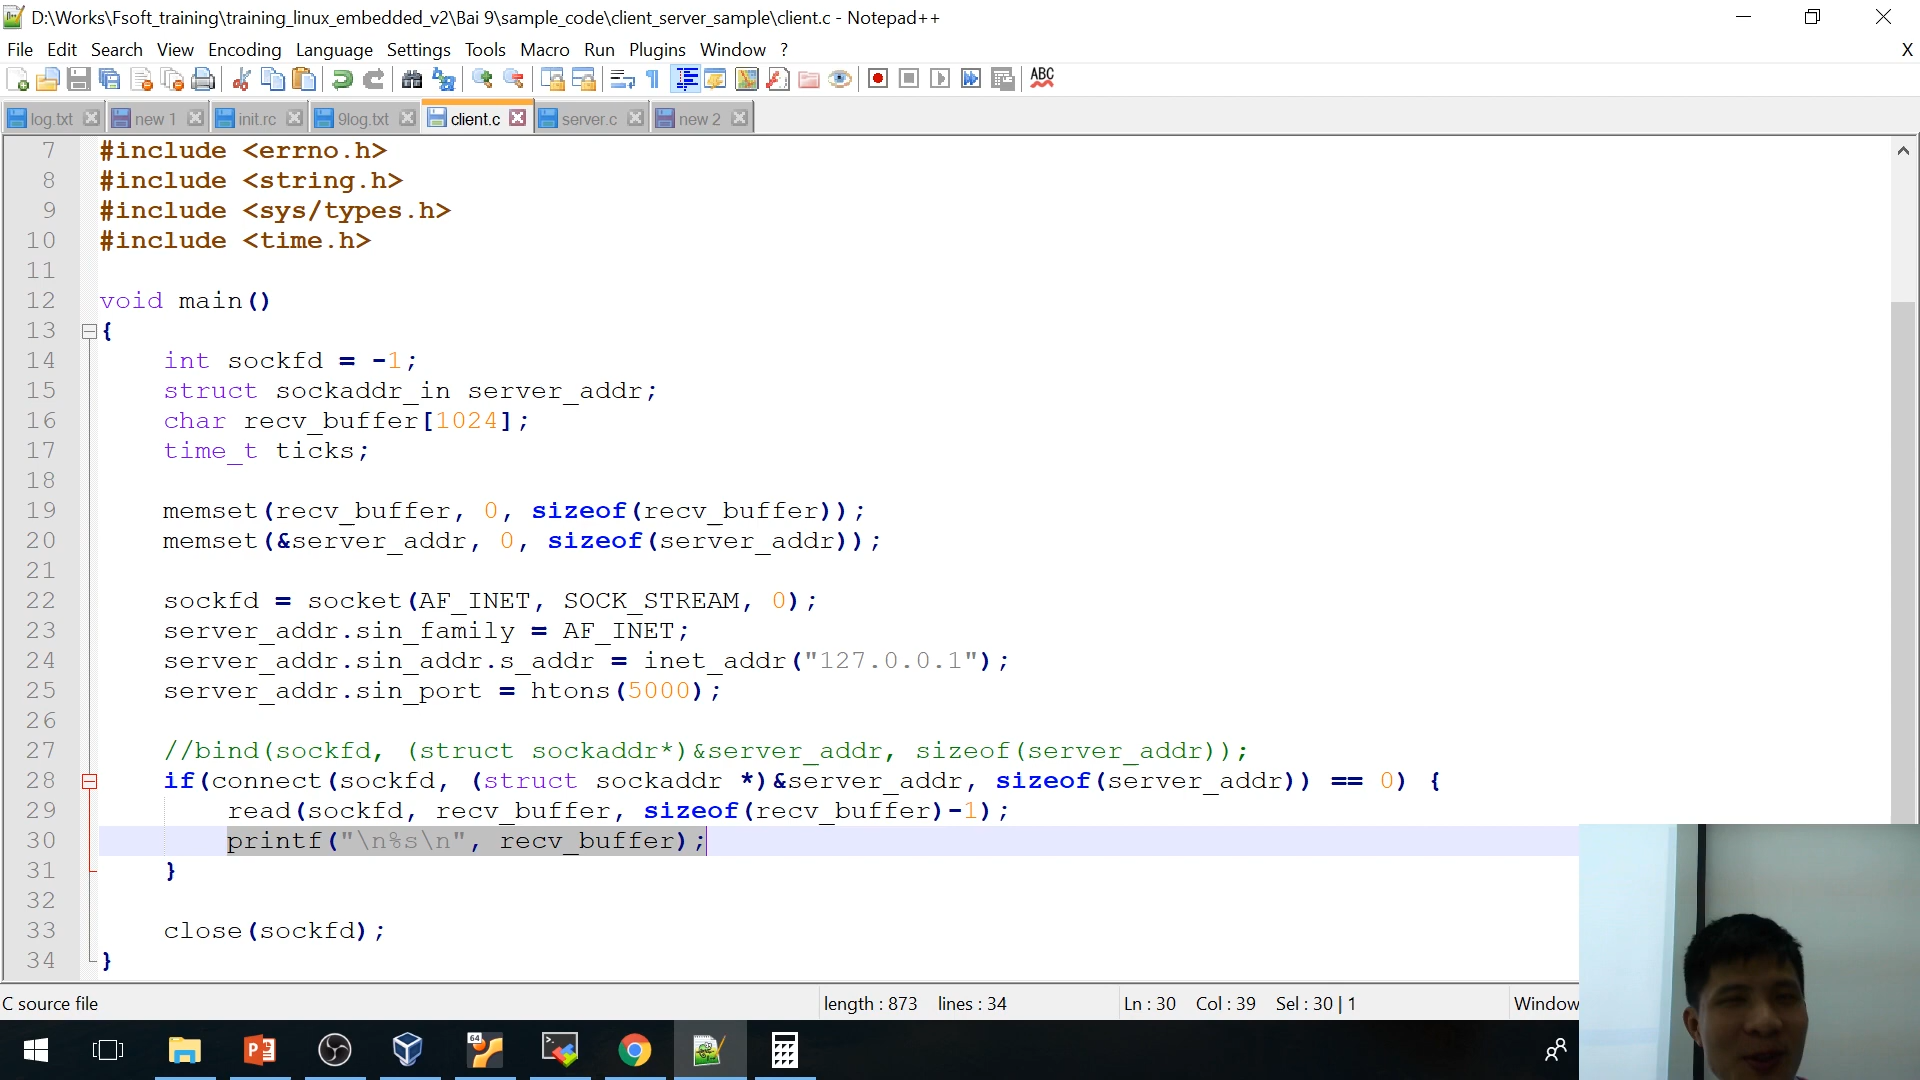 D:\Works\Fsoft_training\training_linux_embedded_v2\Bai 9\sample_code\client_server_sample\client.c - Notepad++
File Edit Search View Encoding Language Settings Tools Macro Run Plugins Window ? X
ABC
log.txt new 1 init.rc 9log.txt client.c server.c new 2
7 #include <errno.h>
8 #include <string.h>
9 #include <sys/types.h>
10 #include <time.h>
11
12 void main()
13 {
14 int sockfd = -1;
15 struct sockaddr_in server_addr;
16 char recv_buffer[1024];
17 time_t ticks;
18
19 memset(recv_buffer, 0, sizeof(recv_buffer));
20 memset(&server_addr, 0, sizeof(server_addr));
21
22 sockfd = socket(AF_INET, SOCK_STREAM, 0);
23 server_addr.sin_family = AF_INET;
24 server_addr.sin_addr.s_addr = inet_addr("127.0.0.1");
25 server_addr.sin_port = htons(5000);
26
27 //bind(sockfd, (struct sockaddr*)&server_addr, sizeof(server_addr));
28 if(connect(sockfd, (struct sockaddr *)&server_addr, sizeof(server_addr)) == 0) {
29 read(sockfd, recv_buffer, sizeof(recv_buffer)-1);
30 printf("\n%s\n", recv_buffer);
31 }
32
33 close(sockfd);
34 }
C source file length : 873 lines : 34 Ln : 30 Col : 39 Sel : 30 | 1 Window
64